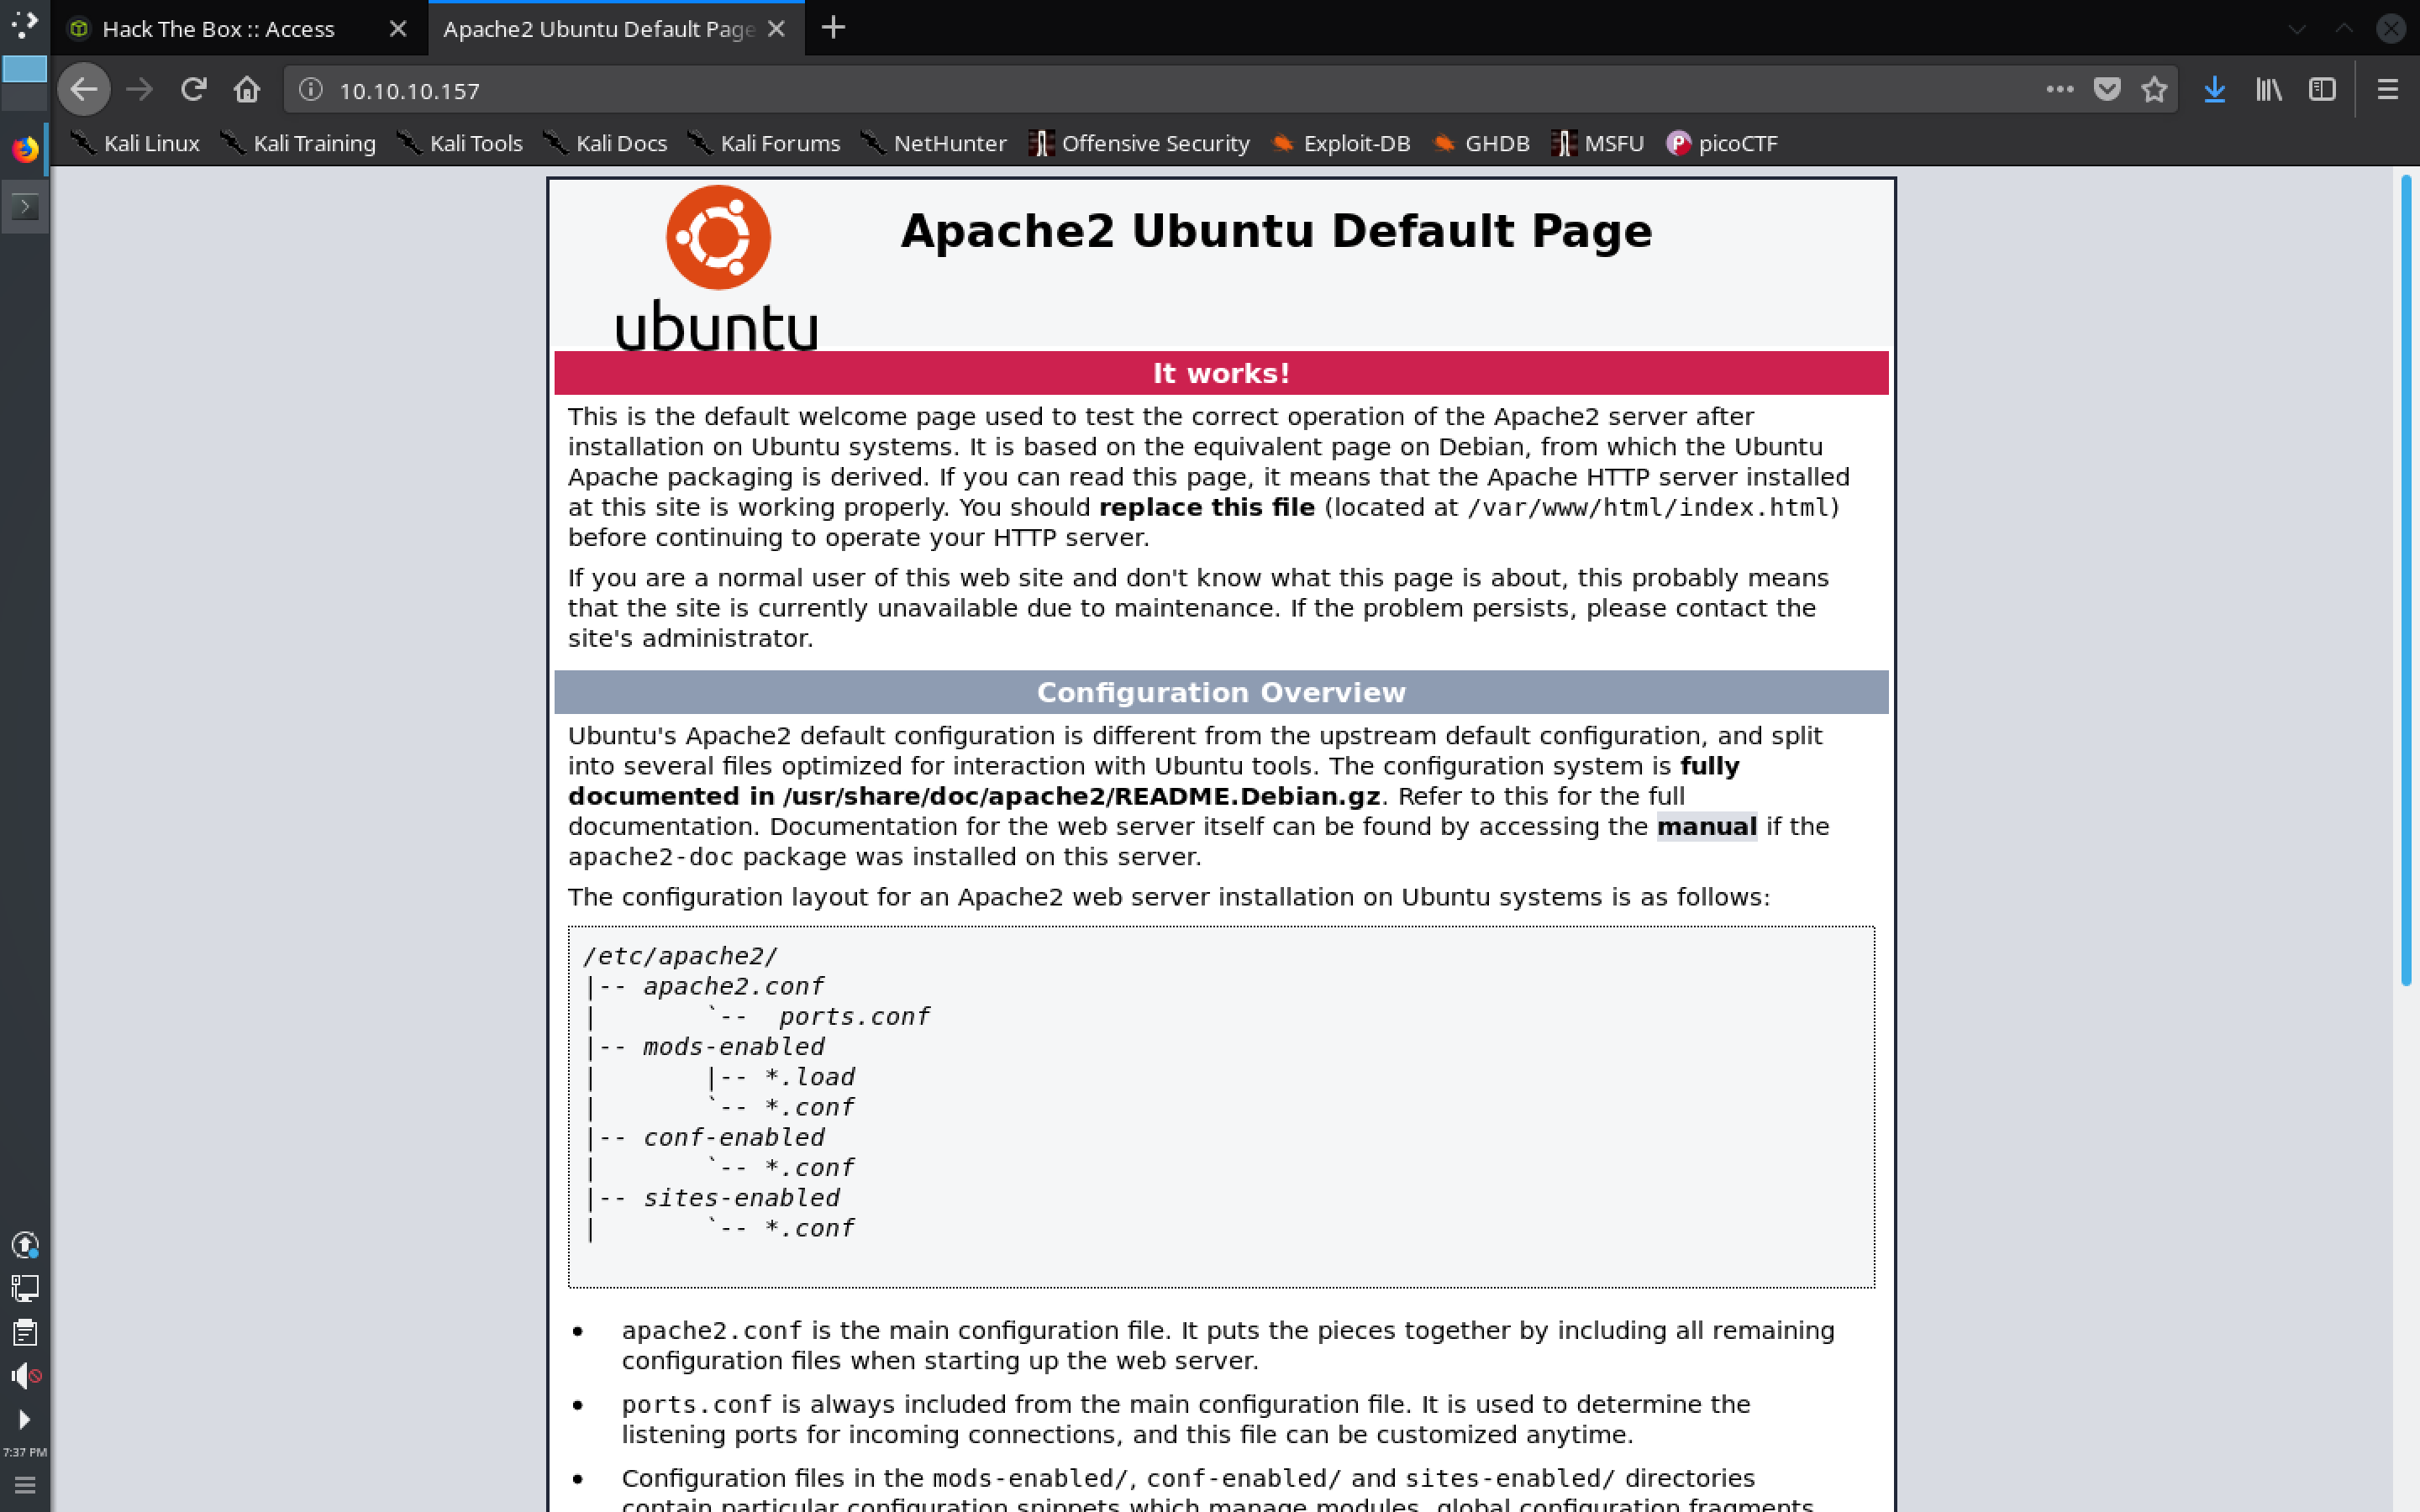 Hack The Box :: Access
Apache2 Ubuntu Default Page
10.10.10.157
Kali Linux Kali Training Kali Tools Kali Docs Kali Forums NetHunter Offensive Security Exploit-DB GHDB MSFU picoCTF
Apache2 Ubuntu Default Page
ubuntu
It works!
This is the default welcome page used to test the correct operation of the Apache2 server after
installation on Ubuntu systems. It is based on the equivalent page on Debian, from which the Ubuntu
Apache packaging is derived. If you can read this page, it means that the Apache HTTP server installed
at this site is working properly. You should replace this file (located at /var/www/html/index.html)
before continuing to operate your HTTP server.
If you are a normal user of this web site and don't know what this page is about, this probably means
that the site is currently unavailable due to maintenance. If the problem persists, please contact the
site's administrator.
Configuration Overview
Ubuntu's Apache2 default configuration is different from the upstream default configuration, and split
into several files optimized for interaction with Ubuntu tools. The configuration system is fully
documented in /usr/share/doc/apache2/README.Debian.gz. Refer to this for the full
documentation. Documentation for the web server itself can be found by accessing the manual if the
apache2-doc package was installed on this server.
The configuration layout for an Apache2 web server installation on Ubuntu systems is as follows:
/etc/apache2/
|-- apache2.conf
|       `--  ports.conf
|-- mods-enabled
|       |-- *.load
|       `-- *.conf
|-- conf-enabled
|       `-- *.conf
|-- sites-enabled
|       `-- *.conf
• apache2.conf is the main configuration file. It puts the pieces together by including all remaining
configuration files when starting up the web server.
• ports.conf is always included from the main configuration file. It is used to determine the
listening ports for incoming connections, and this file can be customized anytime.
• Configuration files in the mods-enabled/, conf-enabled/ and sites-enabled/ directories
contain particular configuration snippets which manage modules, global configuration fragments,
7:37 PM